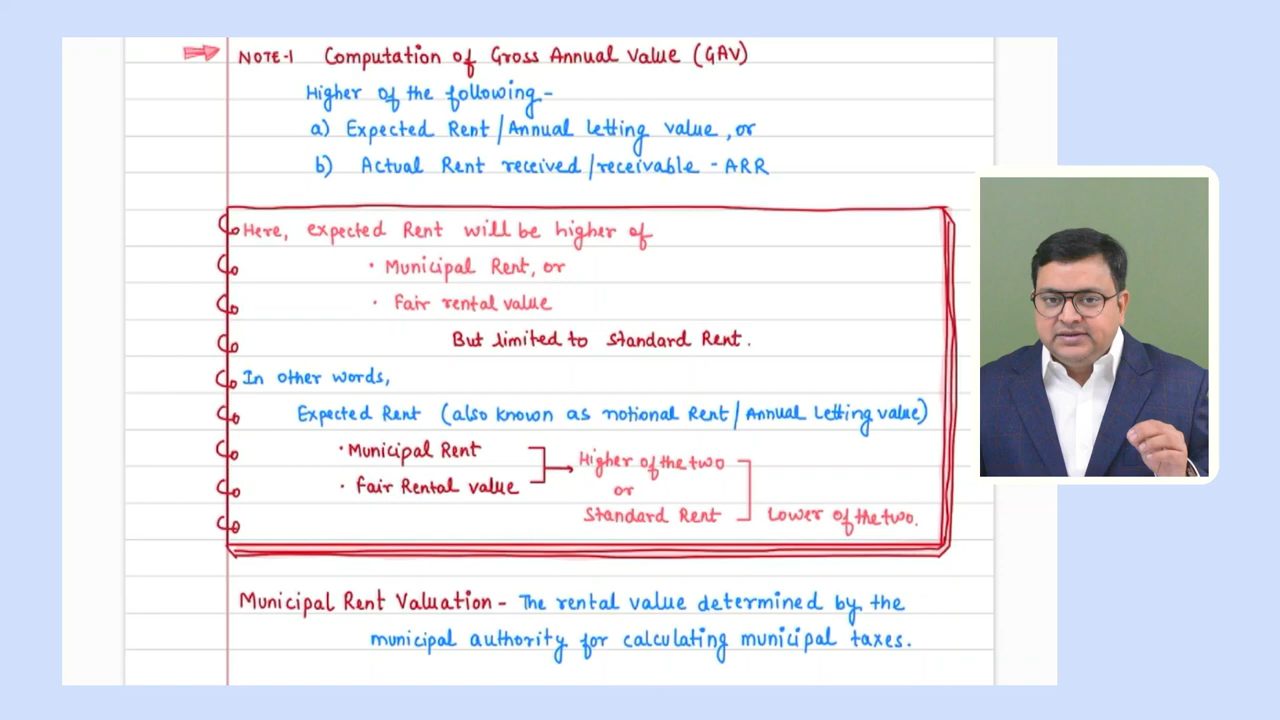 NOTE-1 Computation of Gross Annual Value (GAV)
Higher of the following-
a) Expected Rent/Annual Letting value, or
b) Actual Rent received/receivable - ARR
Here, expected Rent will be higher of
· Municipal Rent, or
· Fair rental value
But limited to Standard Rent.
In other words,
Expected Rent (also known as notional Rent/Annual Letting value)
· Municipal Rent
· Fair Rental value
Higher of the two
or
Standard Rent
Lower of the two.
Municipal Rent Valuation - The rental value determined by the
municipal authority for calculating municipal taxes.